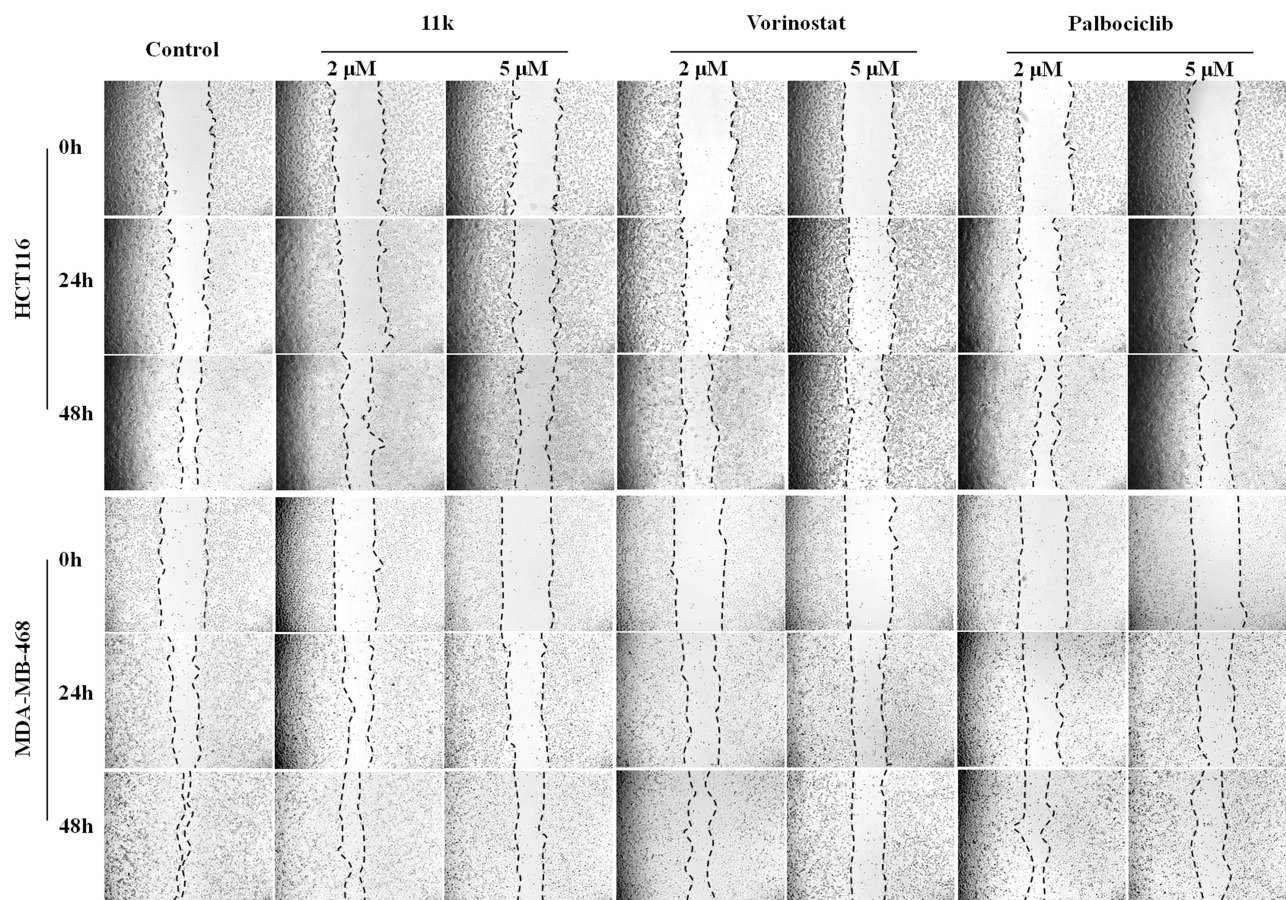 Control
11k
Vorinostat
Palbociclib
2 μM
5 μM
2 μM
5 μM
2 μM
5 μM
HCT116
0h
24h
48h
MDA-MB-468
0h
24h
48h